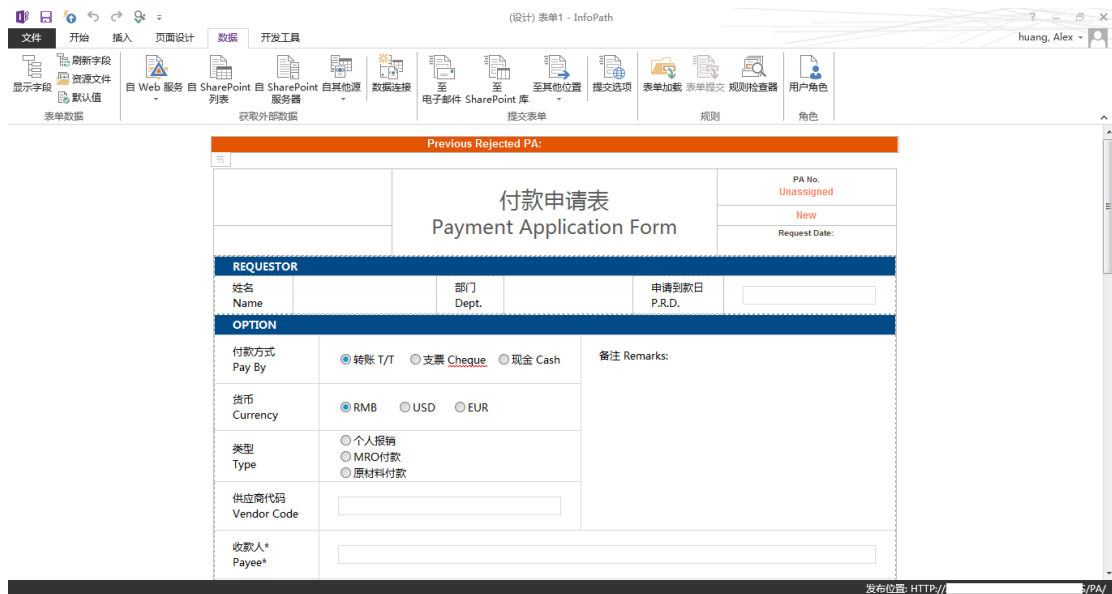 (设计) 表单1 - InfoPath
文件 开始 插入 页面设计 数据 开发工具
huang, Alex
显示字段
刷新字段
资源文件
默认值
自 Web 服务
自 SharePoint
列表
自 SharePoint
服务器
自其他源
数据连接
至
电子邮件
至
SharePoint 库
至其他位置
提交选项
表单加载
表单提交
规则检查器
用户角色
表单数据 获取外部数据 提交表单 规则 角色
Previous Rejected PA:
节
付款申请表
Payment Application Form
PA No.
Unassigned
New
Request Date:
REQUESTOR
姓名
Name
部门
Dept.
申请到款日
P.R.D.
OPTION
付款方式
Pay By
转账 T/T 支票 Cheque 现金 Cash
备注 Remarks:
货币
Currency
RMB USD EUR
类型
Type
个人报销
MRO付款
原材料付款
供应商代码
Vendor Code
收款人*
Payee*
发布位置: HTTP:// /PA/